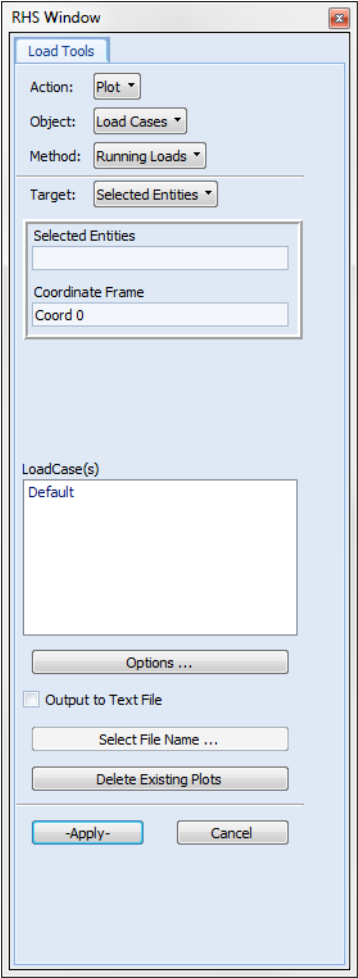 RHS Window
Load Tools
Action: Plot
Object: Load Cases
Method: Running Loads
Target: Selected Entities
Selected Entities
Coordinate Frame
Coord 0
LoadCase(s)
Default
Options ...
Output to Text File
Select File Name ...
Delete Existing Plots
-Apply- Cancel